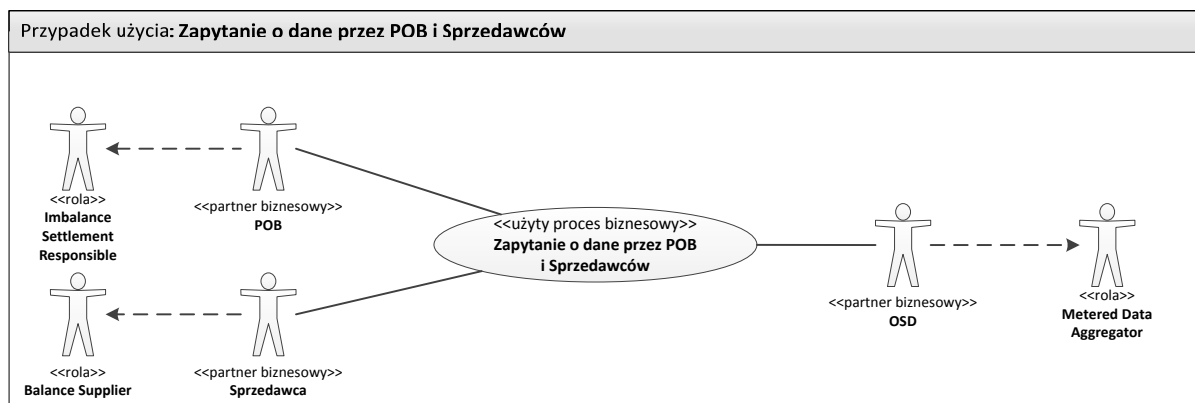 Przypadek użycia: Zapytanie o dane przez POB i Sprzedawców
<<rola>>
Imbalance
Settlement
Responsible
<<partner biznesowy>>
POB
<<użyty proces biznesowy>>
Zapytanie o dane przez POB
i Sprzedawców
<<partner biznesowy>>
OSD
<<rola>>
Metered Data
Aggregator
<<rola>>
Balance Supplier
<<partner biznesowy>>
Sprzedawca